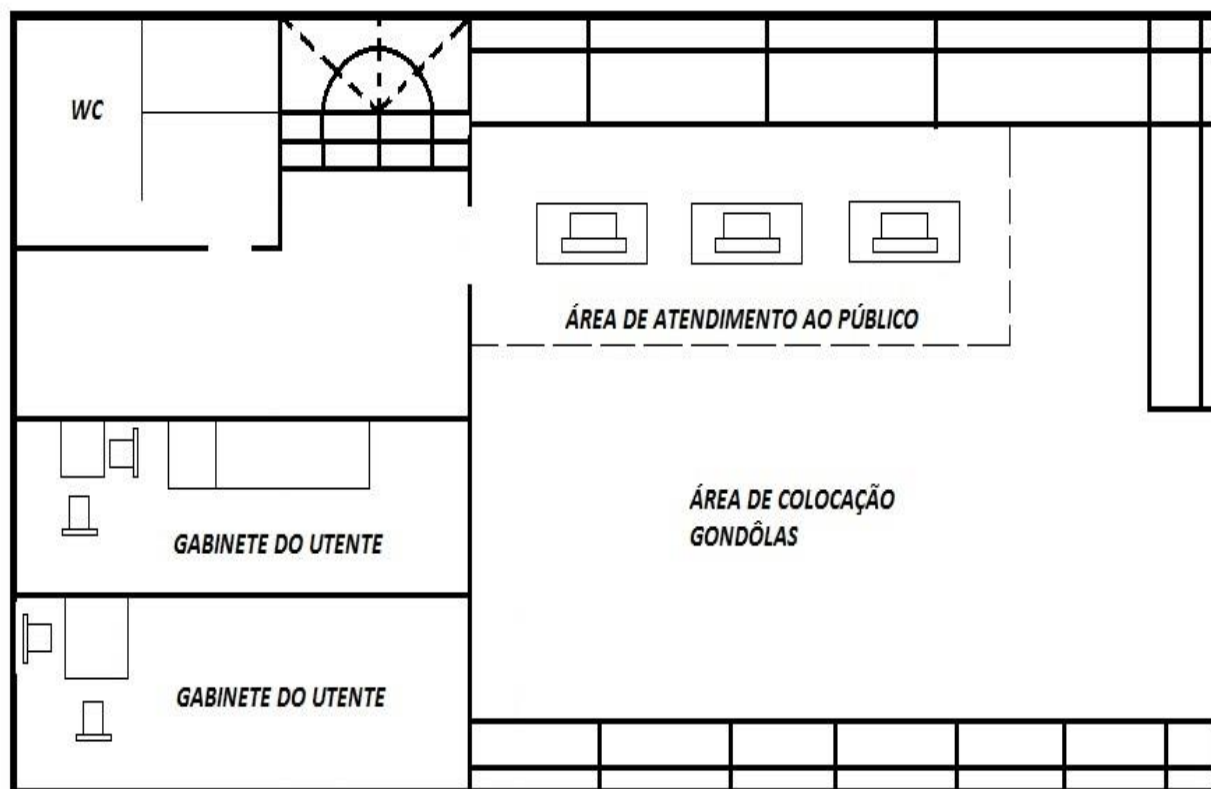 WC
ÁREA DE ATENDIMENTO AO PÚBLICO
ÁREA DE COLOCAÇÃO
GONDÔLAS
GABINETE DO UTENTE
GABINETE DO UTENTE